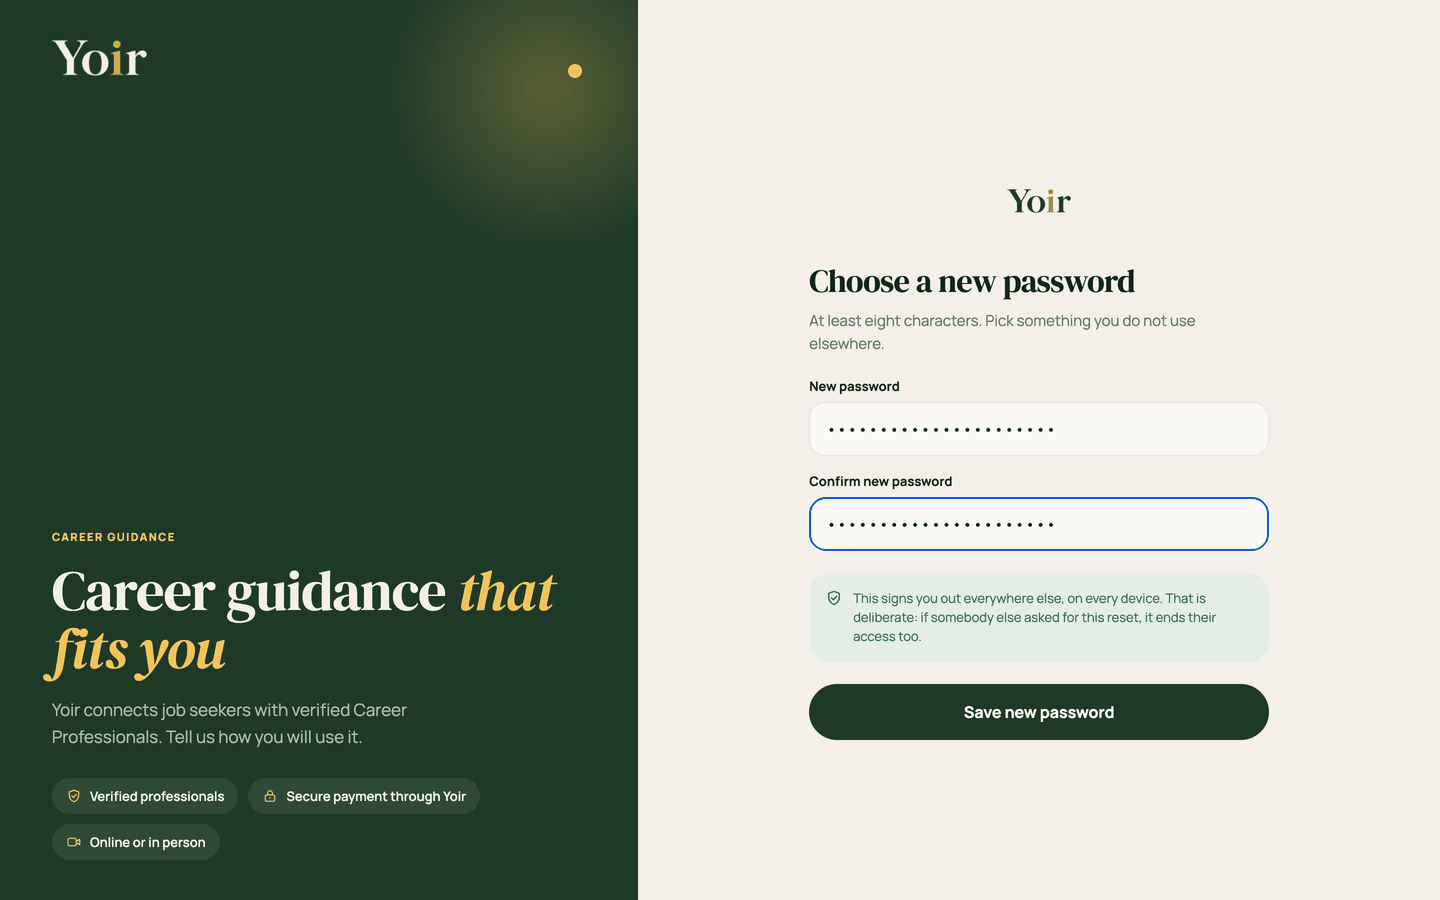 Yoir
CAREER GUIDANCE
Career guidance that
fits you
Yoir connects job seekers with verified Career
Professionals. Tell us how you will use it.
Verified professionals
Secure payment through Yoir
Online or in person
Yoir
Choose a new password
At least eight characters. Pick something you do not use
elsewhere.
New password
••••••••••••••••••••••
Confirm new password
••••••••••••••••••••••
This signs you out everywhere else, on every device. That is
deliberate: if somebody else asked for this reset, it ends their
access too.
Save new password